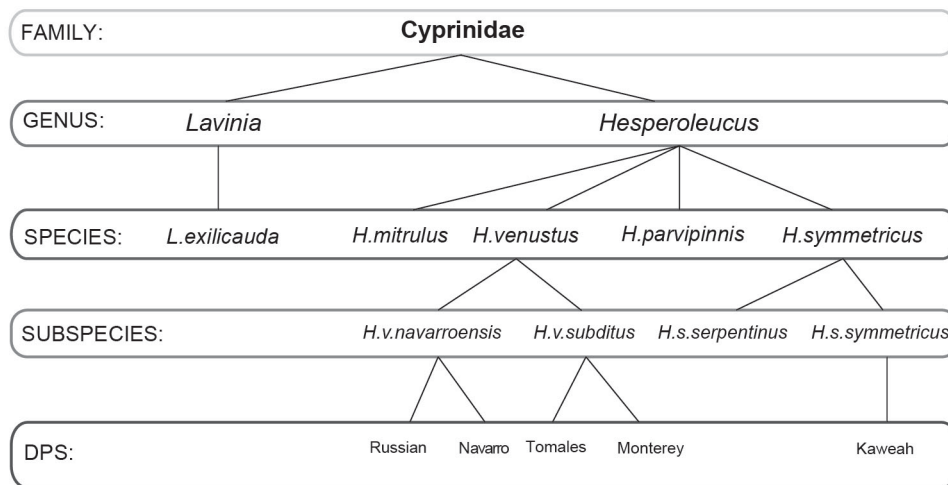 FAMILY: Cyprinidae
GENUS: Lavinia Hesperoleucus
SPECIES: L.exilicauda H.mitrulus H.venustus H.parvipinnis H.symmetricus
SUBSPECIES: H.v.navarroensis H.v.subditus H.s.serpentinus H.s.symmetricus
DPS: Russian Navarro Tomales Monterey Kaweah